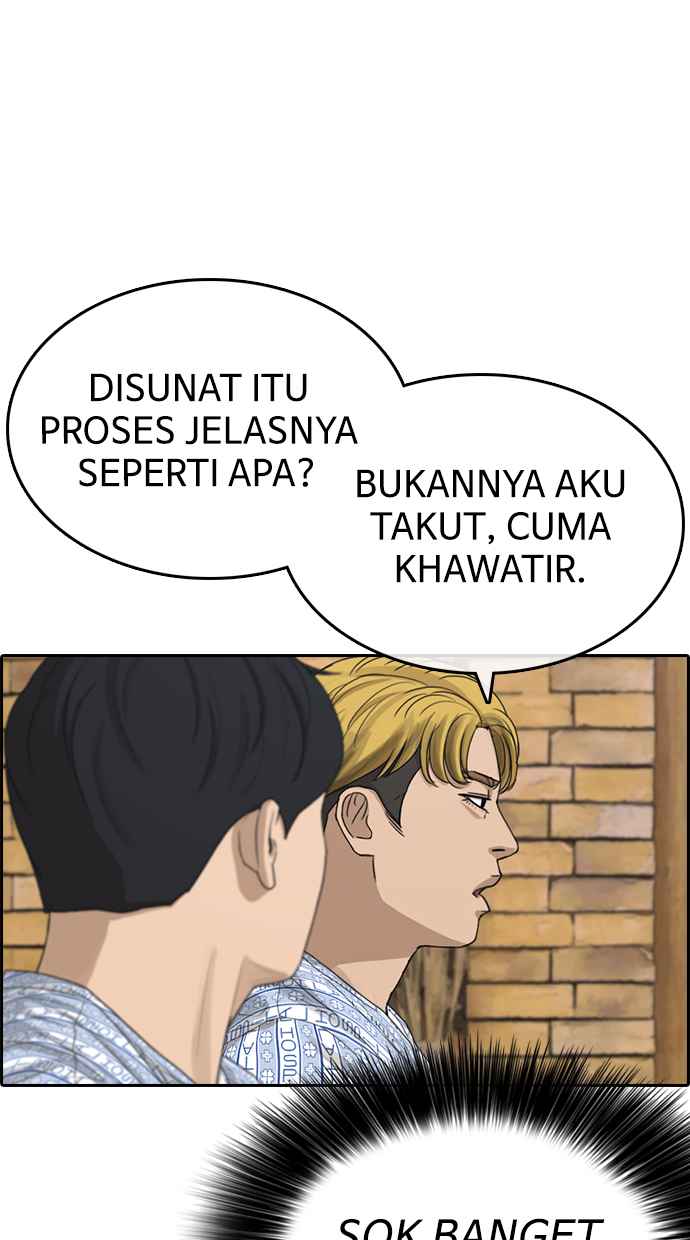 DISUNAT ITU
PROSES JELASNYA
SEPERTI APA?
BUKANNYA AKU
TAKUT, CUMA
KHAWATIR.
SOK BANGET